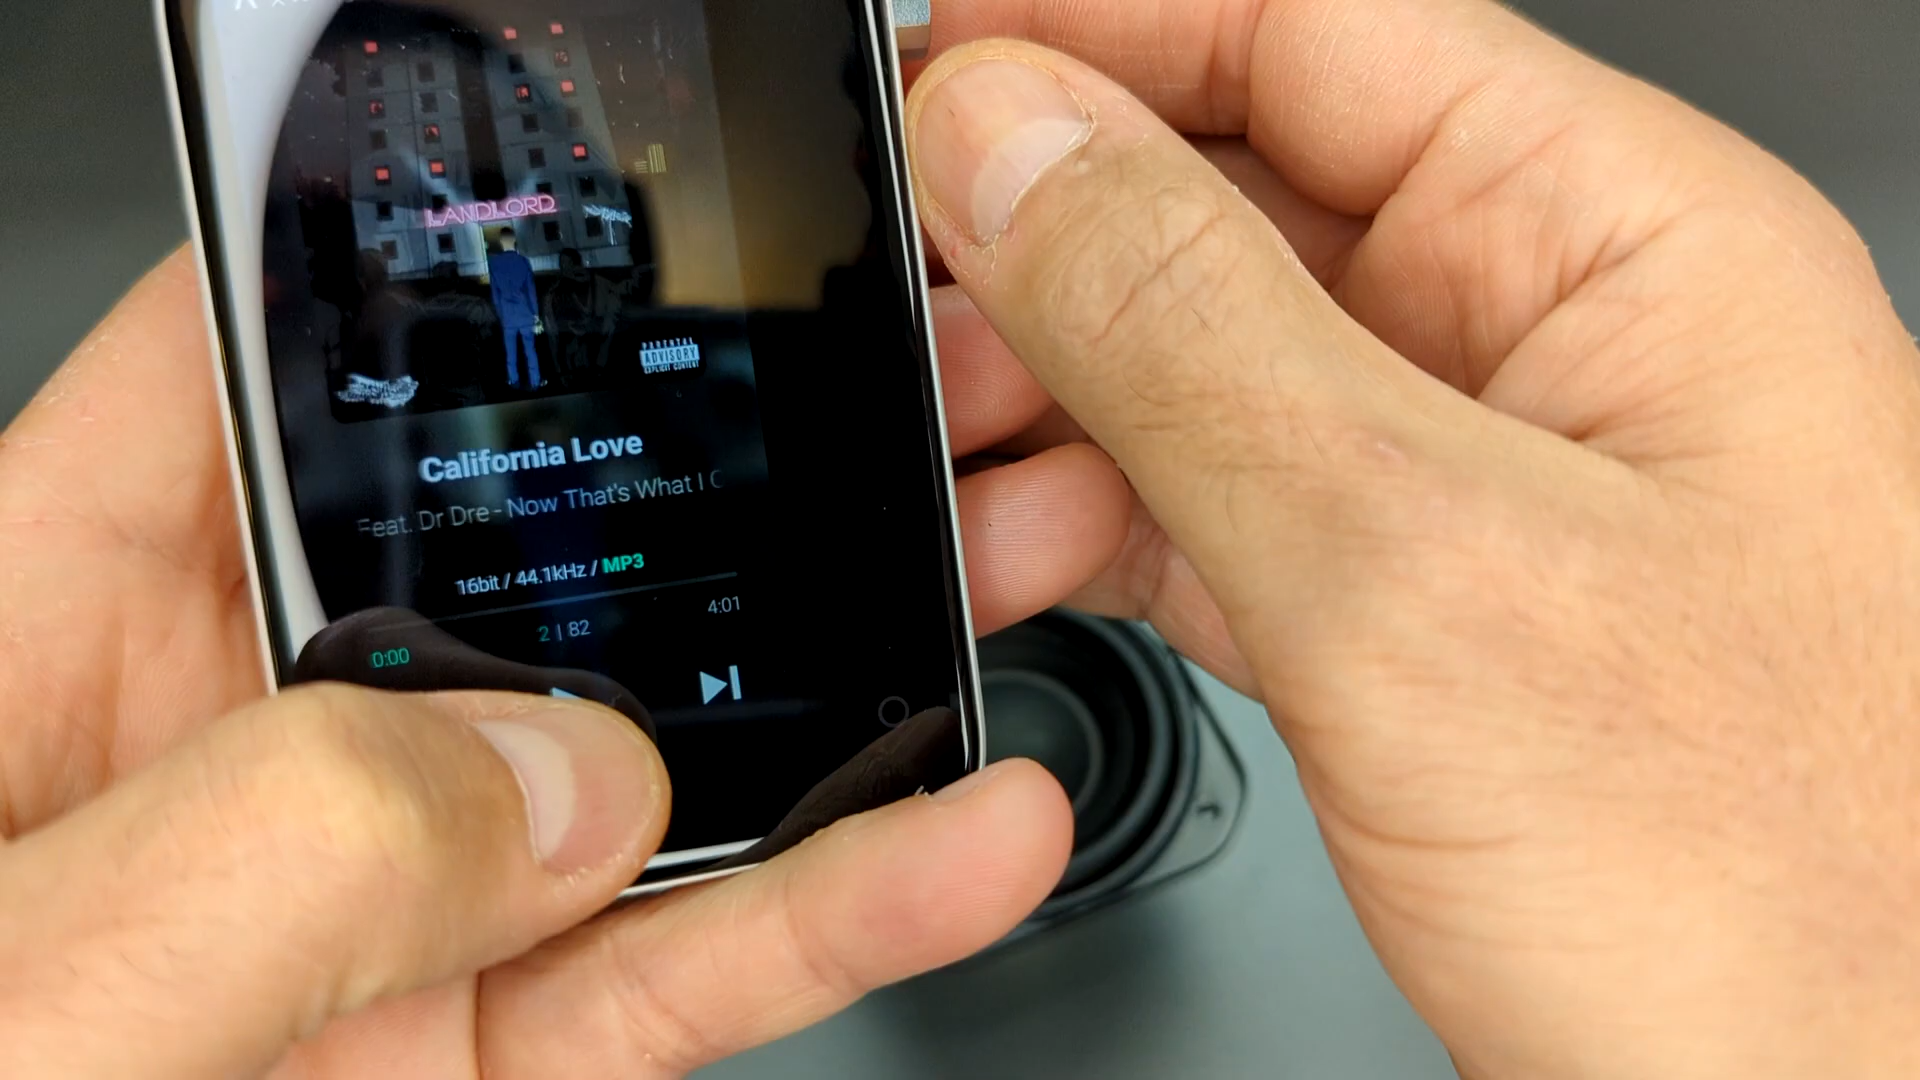 LANDLORD
PARENTAL
ADVISORY
EXPLICIT CONTENT
California Love
Feat. Dr Dre - Now That's What I C
16bit / 44.1kHz / MP3
4:01
2 | 82
0:00